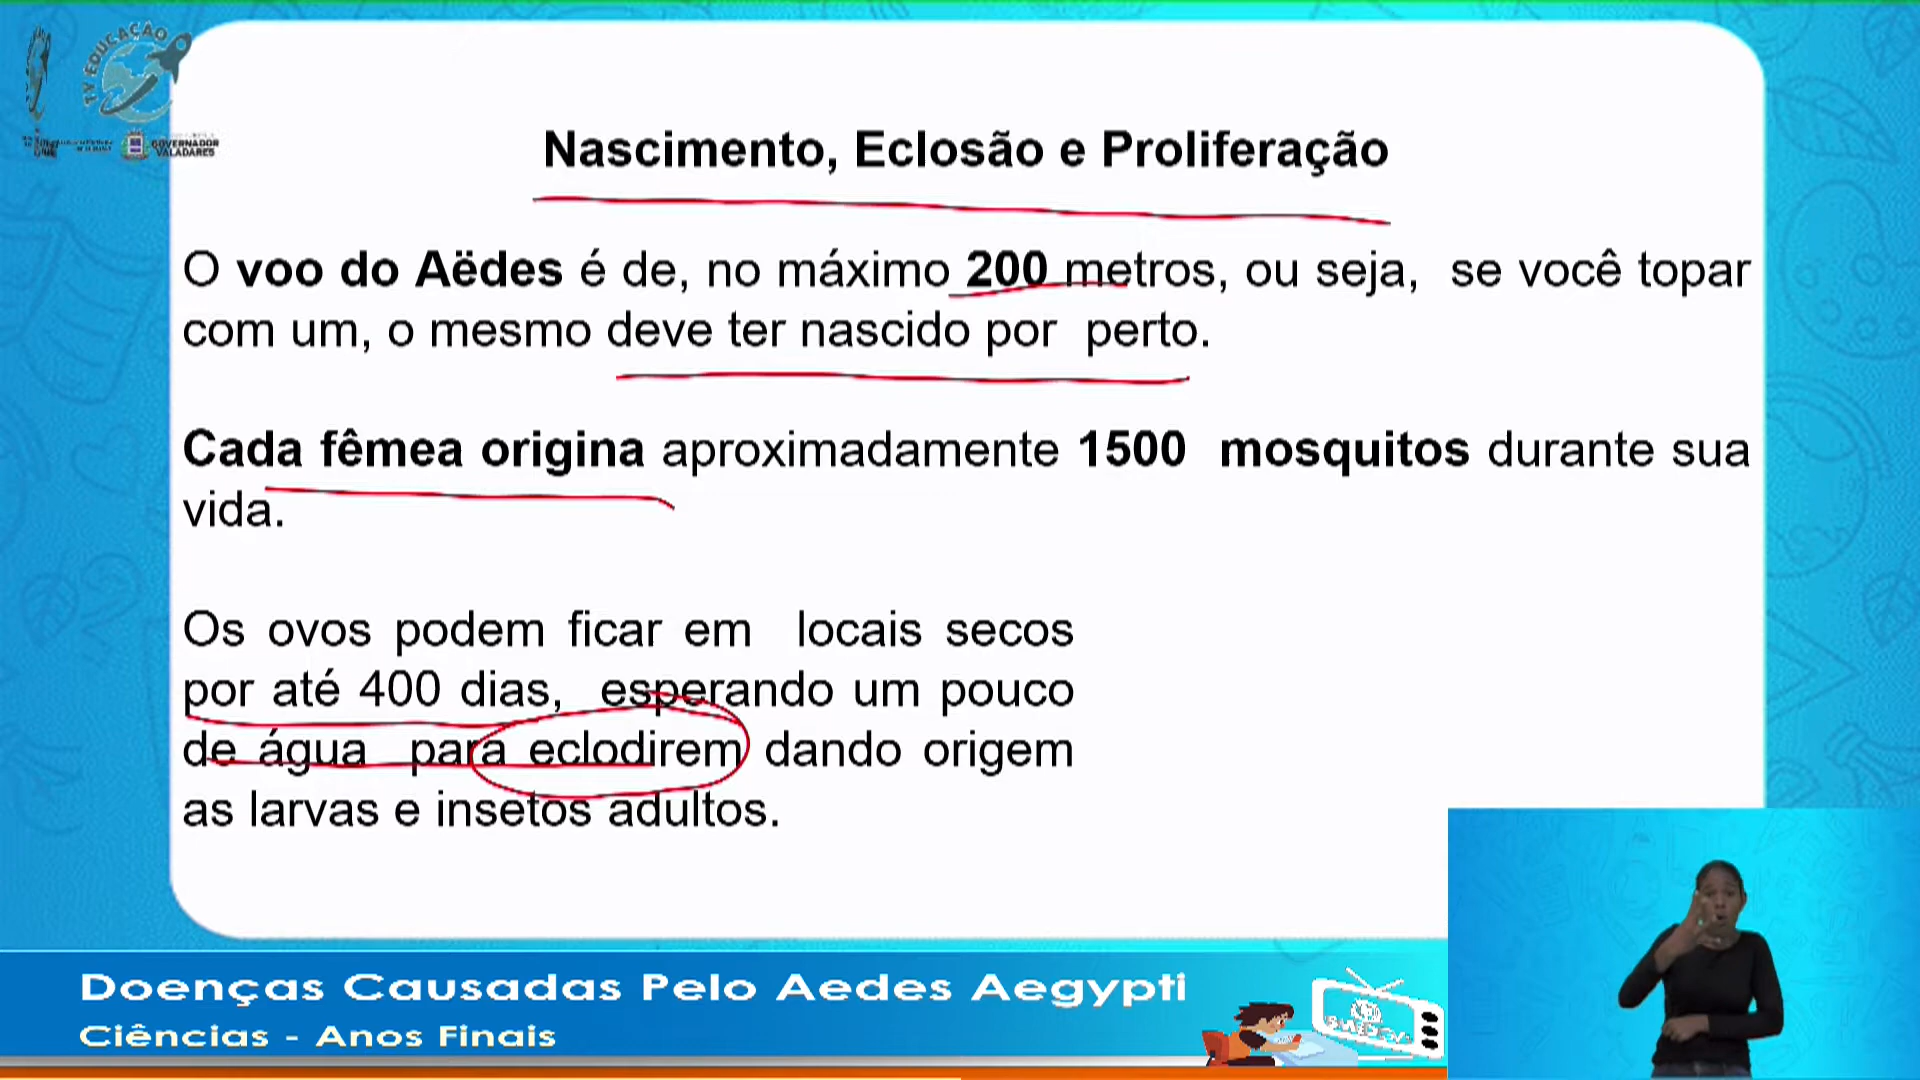 TV EDUCAÇÃO
GOVERNADOR
VALADARES
Nascimento, Eclosão e Proliferação
O voo do Aëdes é de, no máximo 200 metros, ou seja, se você topar
com um, o mesmo deve ter nascido por perto.
Cada fêmea origina aproximadamente 1500 mosquitos durante sua
vida.
Os ovos podem ficar em locais secos
por até 400 dias, esperando um pouco
de água para eclodirem dando origem
as larvas e insetos adultos.
Doenças Causadas Pelo Aedes Aegypti
Ciências - Anos Finais